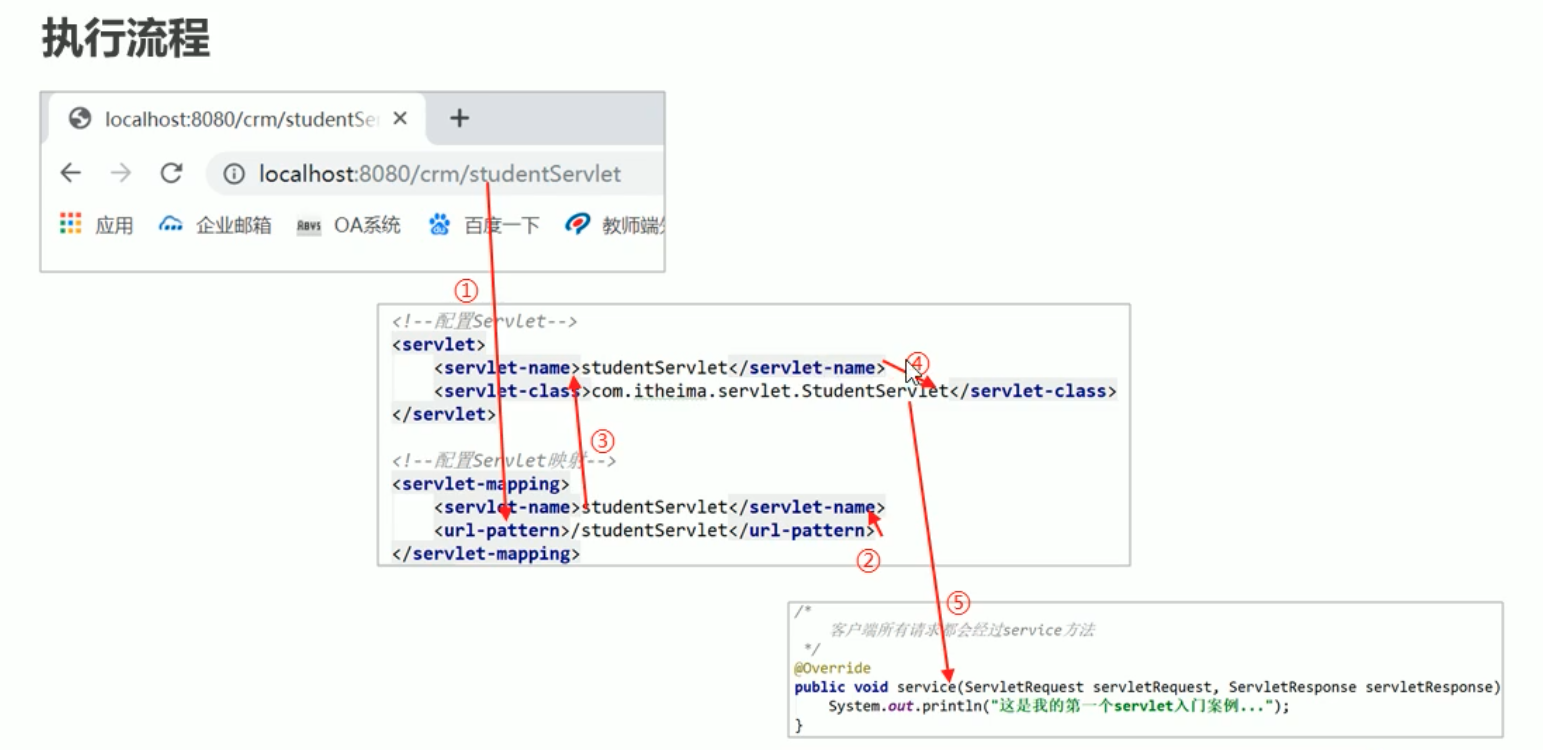 执行流程
localhost:8080/crm/studentSe
localhost:8080/crm/studentServlet
应用 企业邮箱 OA系统 百度一下 教师端
①
<!--配置Servlet-->
<servlet>
<servlet-name>studentServlet</servlet-name>
④
<servlet-class>com.itheima.servlet.StudentServlet</servlet-class>
</servlet>
③
<!--配置Servlet映射-->
<servlet-mapping>
<servlet-name>studentServlet</servlet-name>
<url-pattern>/studentServlet</url-pattern>
</servlet-mapping>
②
⑤
/*
客户端所有请求都会经过service方法
*/
@Override
public void service(ServletRequest servletRequest, ServletResponse servletResponse)
System.out.println("这是我的第一个servlet入门案例...");
}